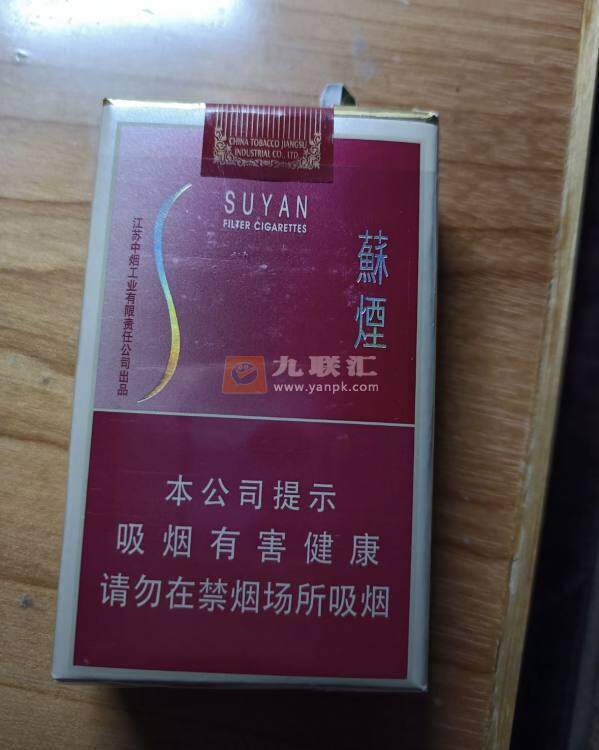 CHINA TOBACCO JIANGSU
INDUSTRIAL CO., LTD.
SUYAN
FILTER CIGARETTES
蘇煙
江苏中烟工业有限责任公司出品
九联汇
www.yanpk.com
本公司提示
吸烟有害健康
请勿在禁烟场所吸烟